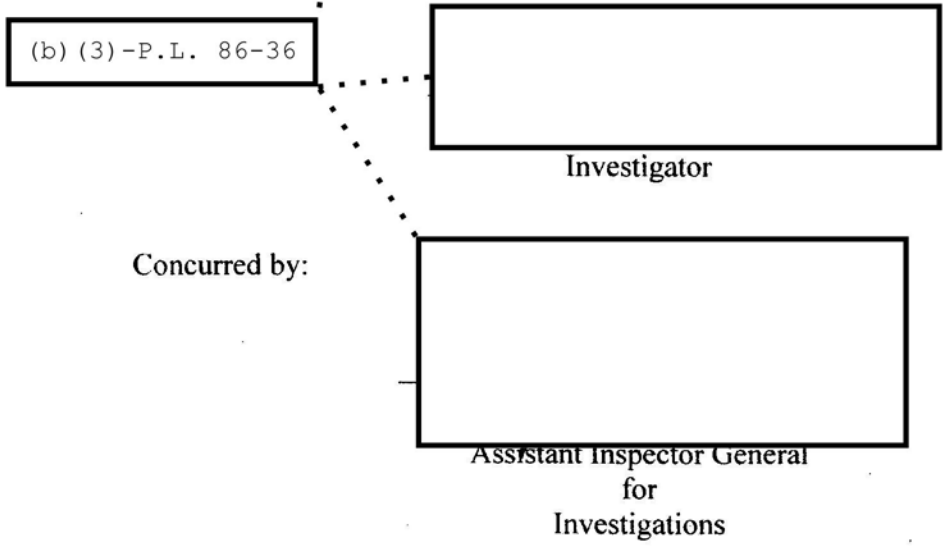 (b)(3)-P.L. 86-36
Investigator
Concurred by:
Assistant Inspector General
for
Investigations